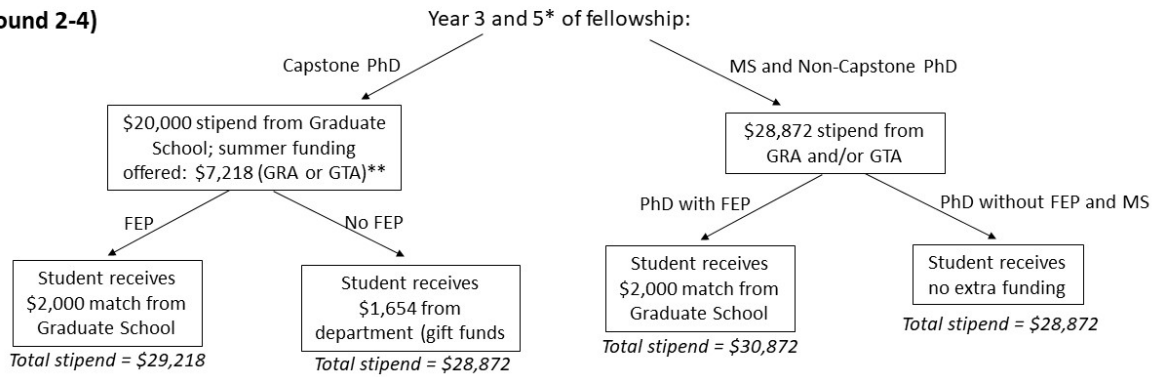 ound 2-4)
Year 3 and 5* of fellowship:
Capstone PhD
MS and Non-Capstone PhD
$20,000 stipend from Graduate
School; summer funding
offered: $7,218 (GRA or GTA)**
$28,872 stipend from
GRA and/or GTA
FEP
No FEP
PhD with FEP
PhD without FEP and MS
Student receives
$2,000 match from
Graduate School
Total stipend = $29,218
Student receives
$1,654 from
department (gift funds
Total stipend = $28,872
Student receives
$2,000 match from
Graduate School
Total stipend = $30,872
Student receives
no extra funding
Total stipend = $28,872